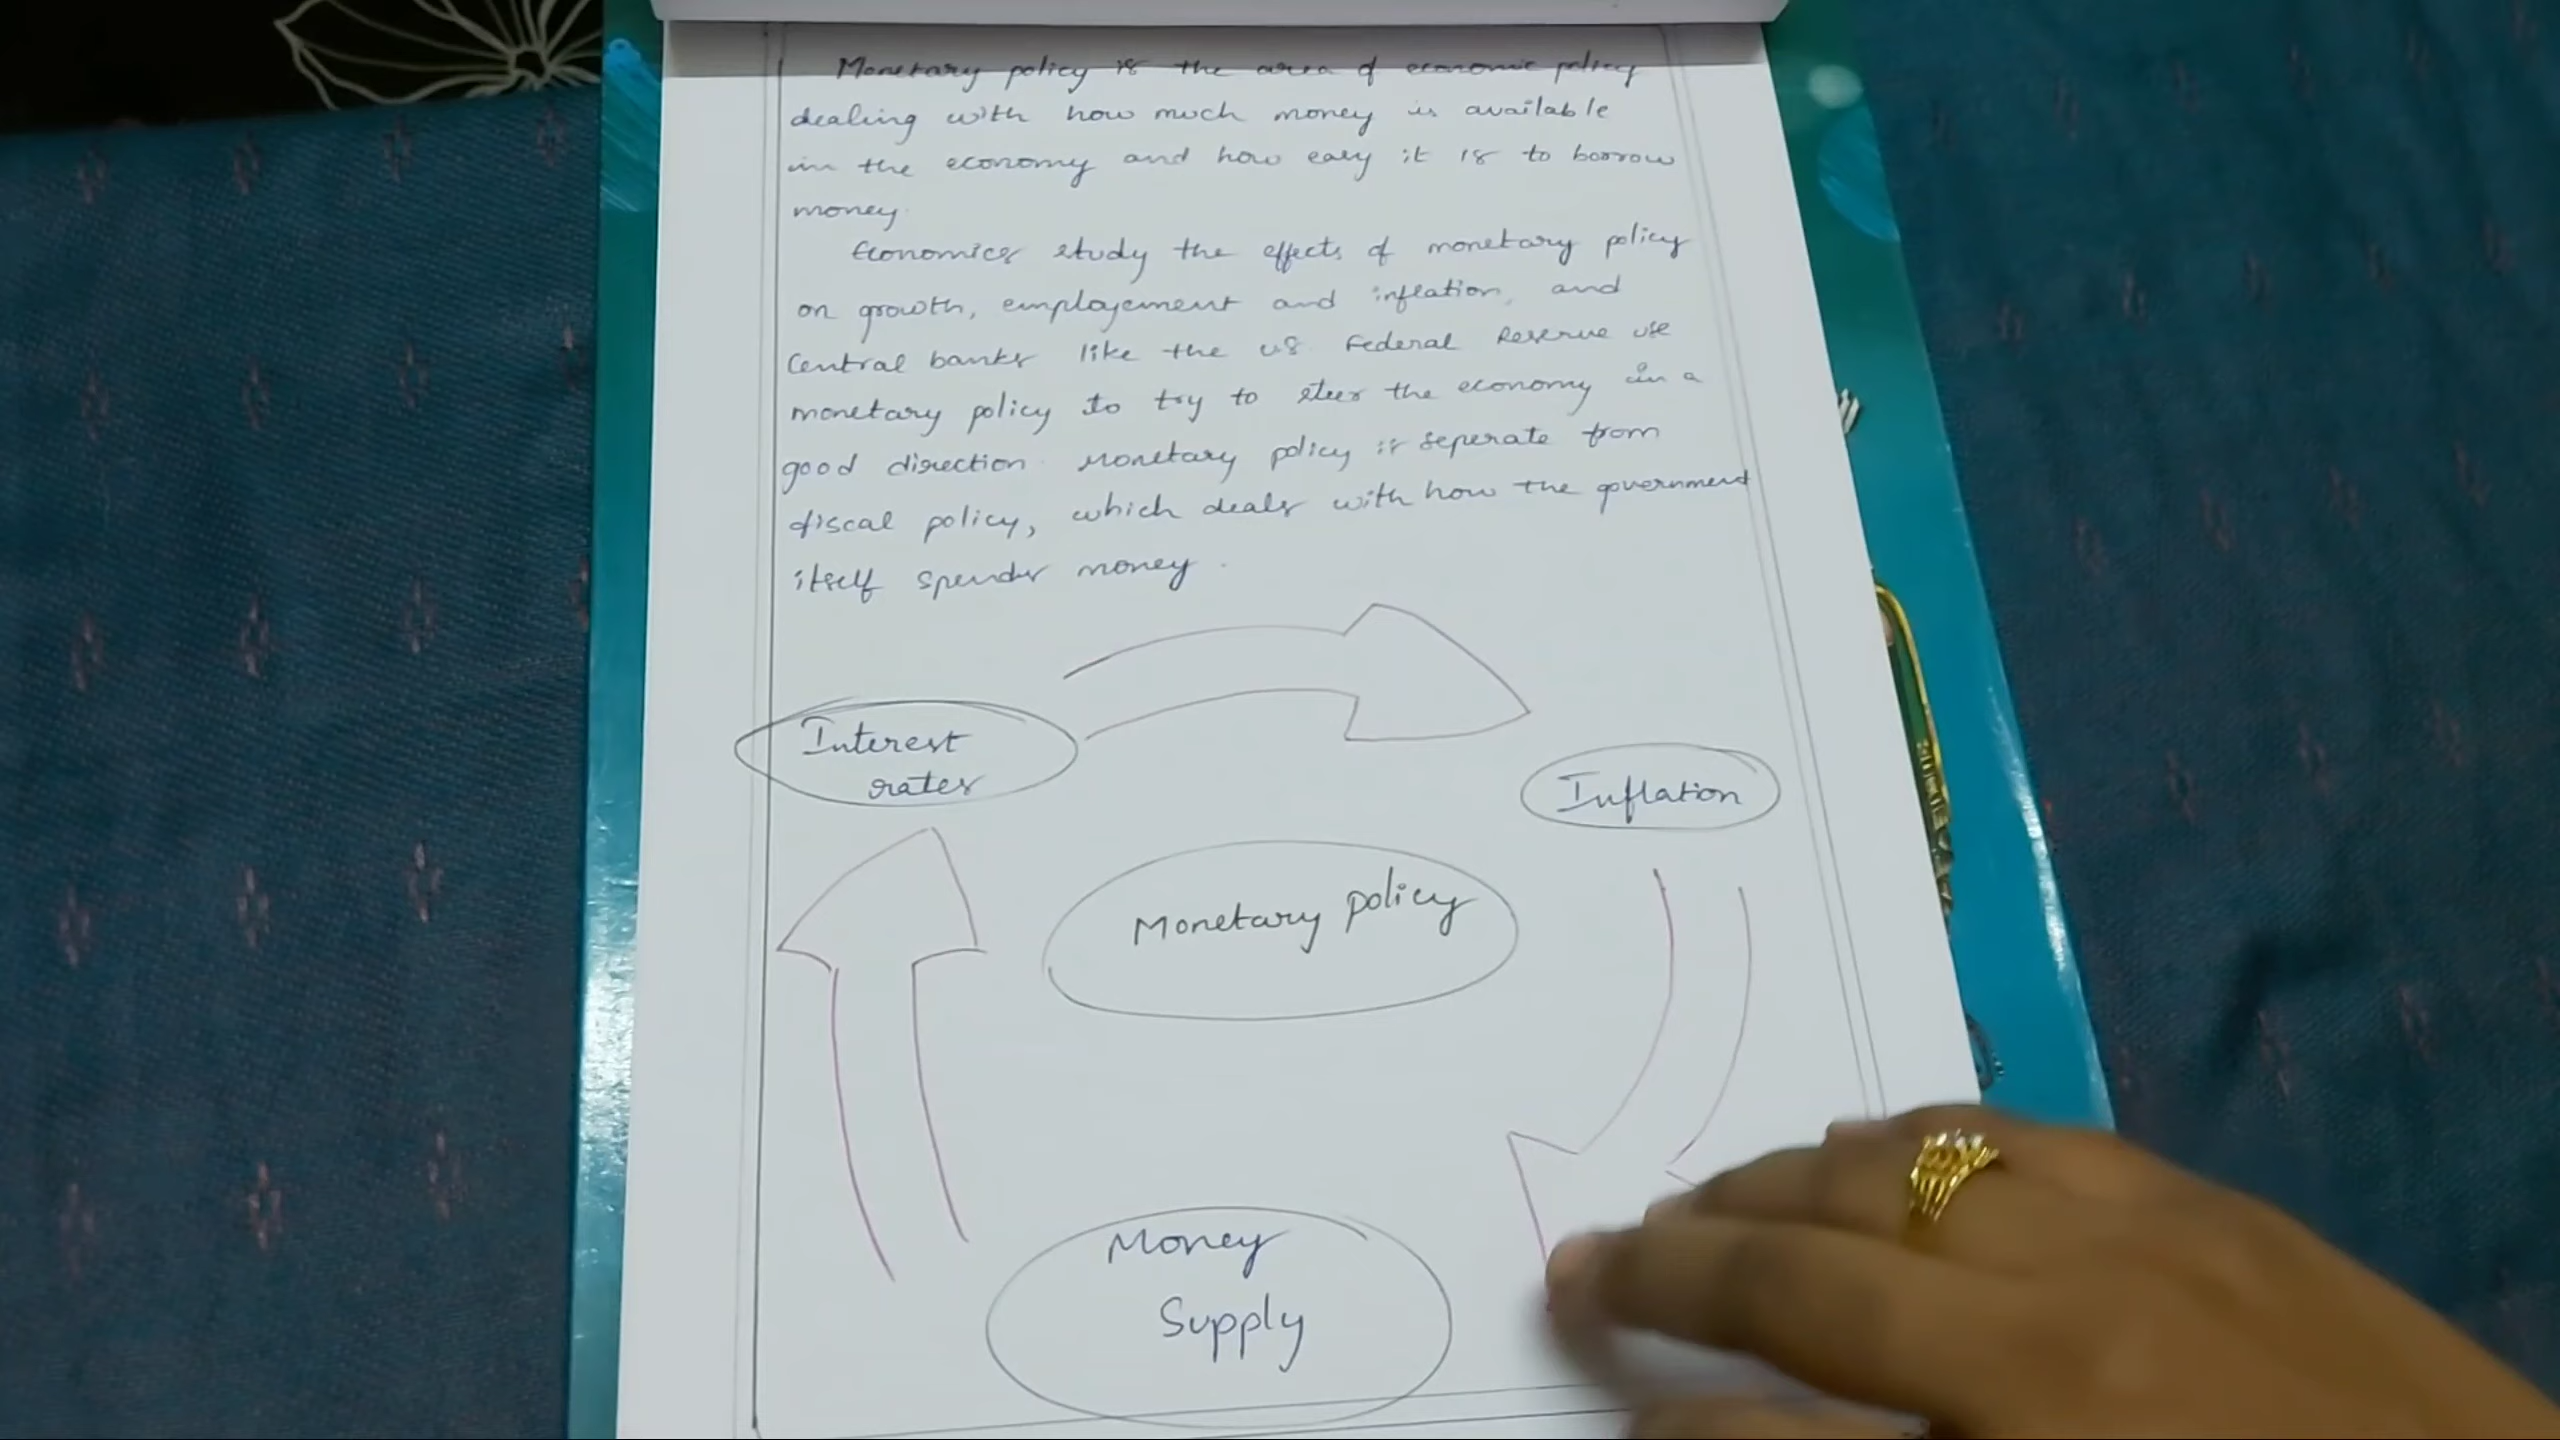 Monetary policy is the area of economic policy
dealing with how much money is available
in the economy and how easy it is to borrow
money.
Economics study the effects of monetary policy
on growth, employement and inflation, and
Central banks like the US Federal Reserve use
monetary policy to try to steer the economy in a
good direction. Monetary policy is seperate from
fiscal policy, which deals with how the government
itself spends money.
Interest
rates
Inflation
Monetary policy
Money
Supply